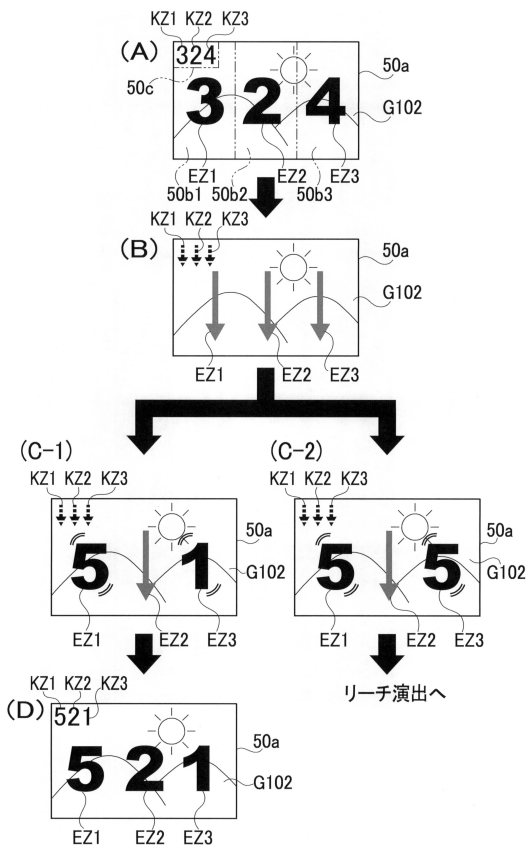 KZ1 KZ2 KZ3
(A)
324
50a
50c
3 2 4
G102
EZ1 EZ2 EZ3
50b1 50b2 50b3
KZ1 KZ2 KZ3
(B)
50a
G102
EZ1 EZ2 EZ3
(C-1)
KZ1 KZ2 KZ3
50a
5 1
G102
EZ1 EZ2 EZ3
(C-2)
KZ1 KZ2 KZ3
50a
5 5
G102
EZ1 EZ2 EZ3
リーチ演出へ
KZ1 KZ2 KZ3
(D)
521
50a
5 2 1
G102
EZ1 EZ2 EZ3